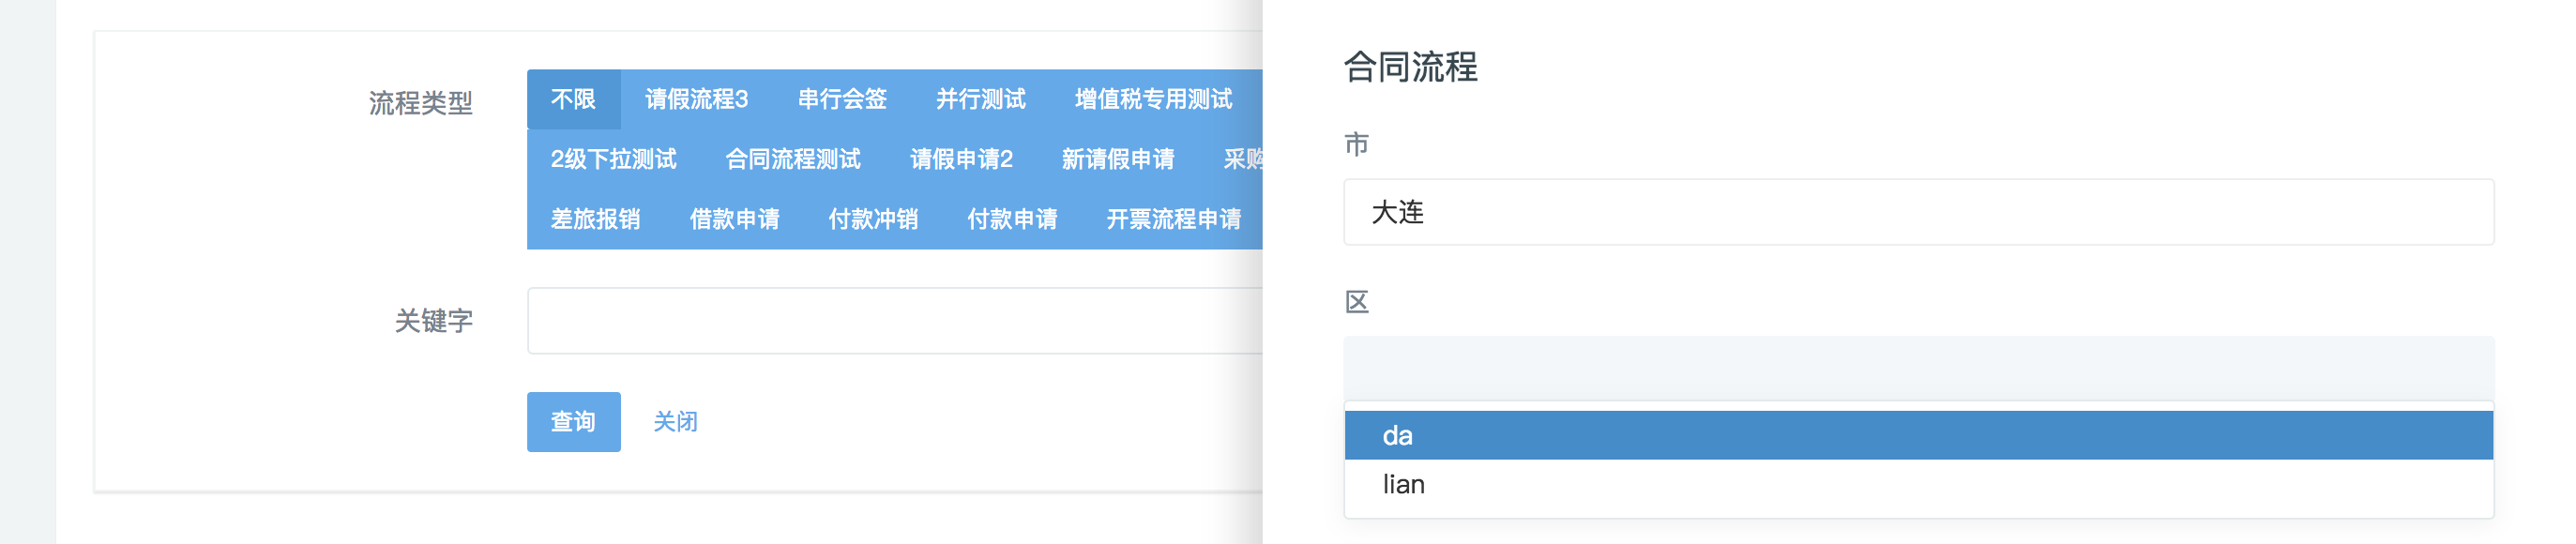 流程类型
不限 请假流程3 串行会签 并行测试 增值税专用测试
2级下拉测试 合同流程测试 请假申请2 新请假申请 采购
差旅报销 借款申请 付款冲销 付款申请 开票流程申请
关键字
查询 关闭
合同流程
市
大连
区
da
lian